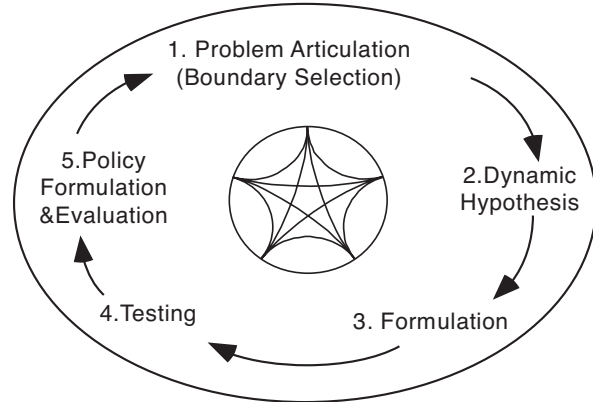 1. Problem Articulation
(Boundary Selection)
2.Dynamic
Hypothesis
3. Formulation
4.Testing
5.Policy
Formulation
&Evaluation